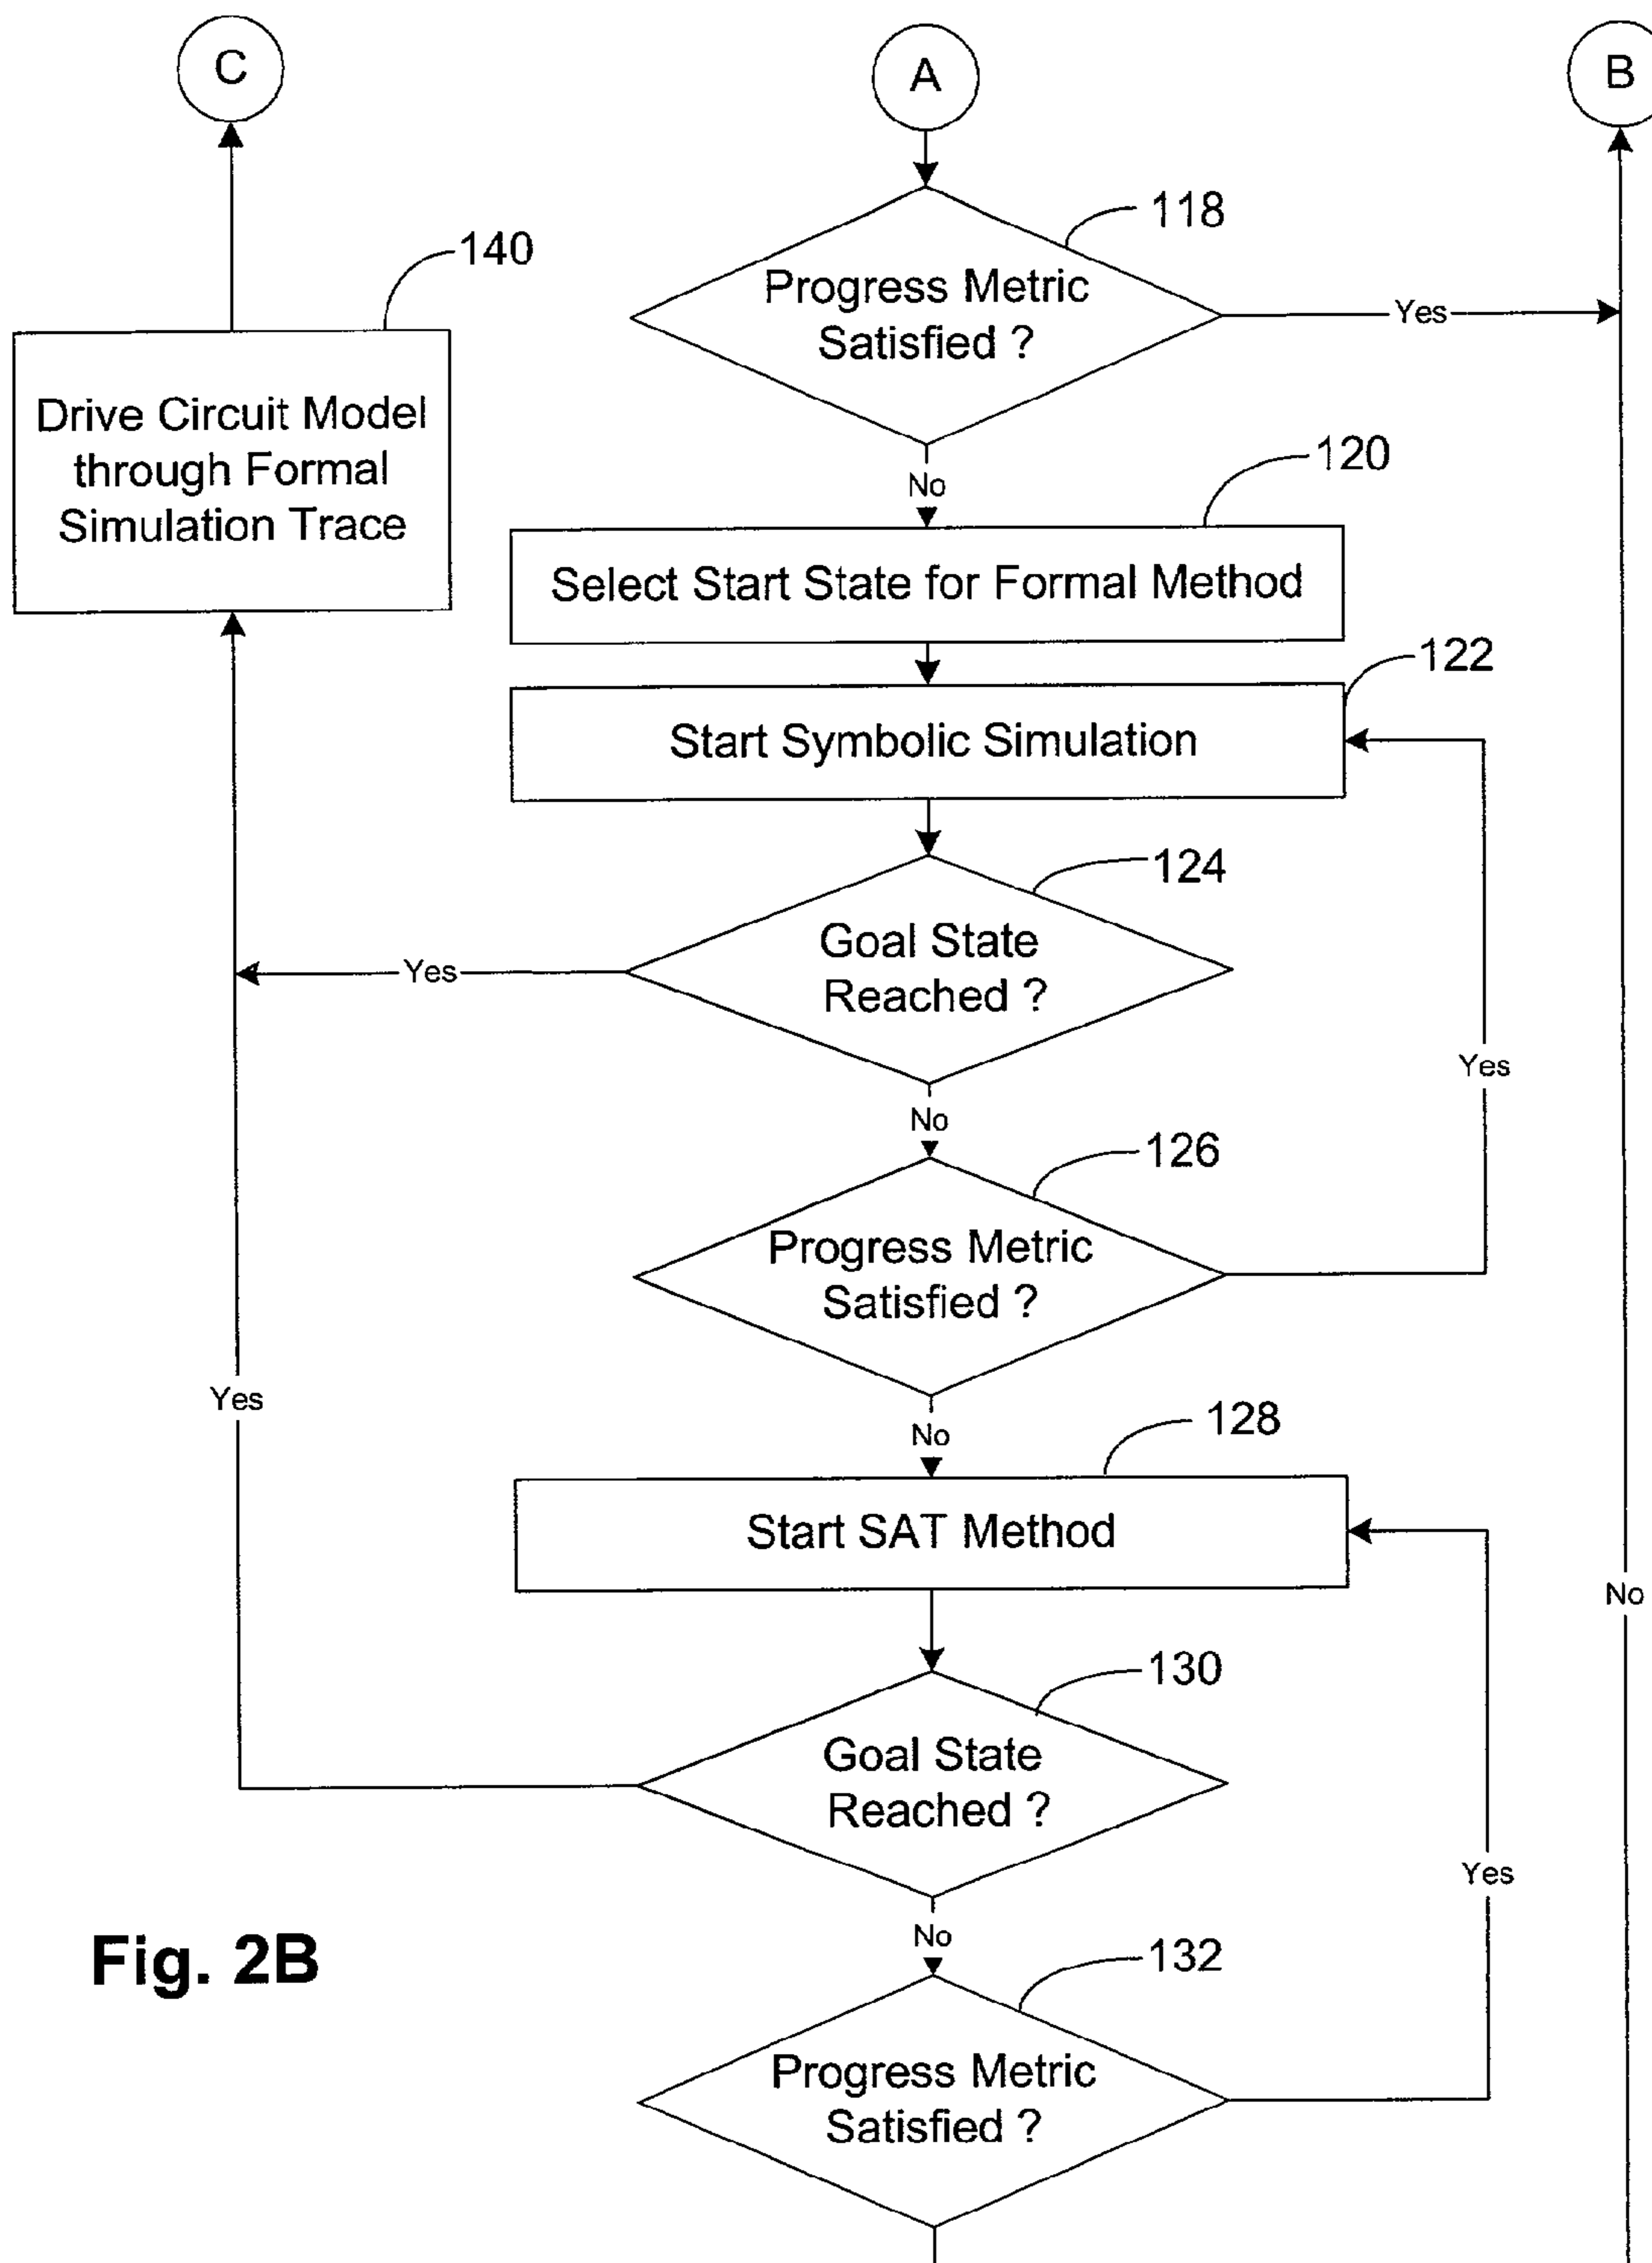 C
A
B
118
140
Progress Metric
Satisfied ?
Yes
Drive Circuit Model
through Formal
Simulation Trace
No
120
Select Start State for Formal Method
122
Start Symbolic Simulation
124
Goal State
Reached ?
Yes
Yes
No
126
Progress Metric
Satisfied ?
Yes
No
128
Start SAT Method
No
130
Goal State
Reached ?
Yes
No
132
Fig. 2B
Progress Metric
Satisfied ?